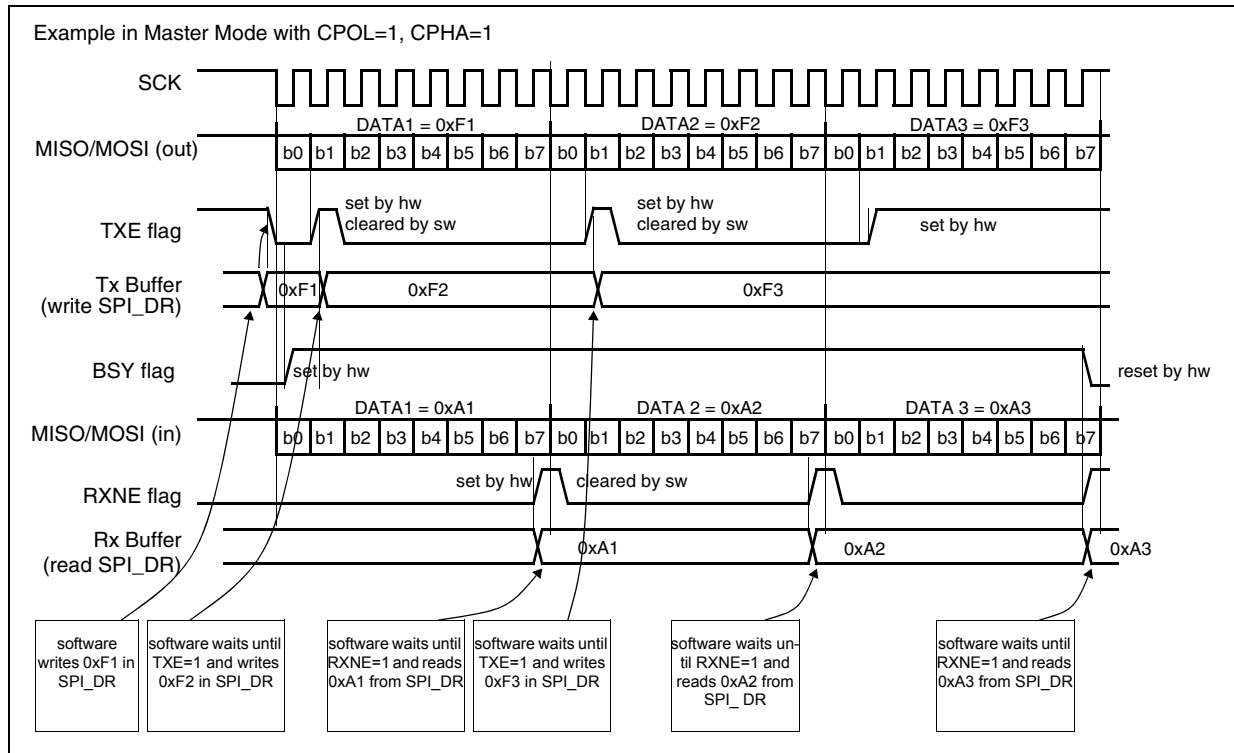 Example in Master Mode with CPOL=1, CPHA=1
SCK
DATA1 = 0xF1
DATA2 = 0xF2
DATA3 = 0xF3
MISO/MOSI (out)
b0 b1 b2 b3 b4 b5 b6 b7 b0 b1 b2 b3 b4 b5 b6 b7 b0 b1 b2 b3 b4 b5 b6 b7
TXE flag
set by hw
cleared by sw
set by hw
cleared by sw
set by hw
Tx Buffer
(write SPI_DR)
0xF1
0xF2
0xF3
BSY flag
set by hw
reset by hw
DATA1 = 0xA1
DATA 2 = 0xA2
DATA 3 = 0xA3
MISO/MOSI (in)
b0 b1 b2 b3 b4 b5 b6 b7 b0 b1 b2 b3 b4 b5 b6 b7 b0 b1 b2 b3 b4 b5 b6 b7
RXNE flag
set by hw
cleared by sw
Rx Buffer
(read SPI_DR)
0xA1
0xA2
0xA3
software
writes 0xF1 in
SPI_DR
software waits until
TXE=1 and writes
0xF2 in SPI_DR
software waits until
RXNE=1 and reads
0xA1 from SPI_DR
software waits until
TXE=1 and writes
0xF3 in SPI_DR
software waits un-
til RXNE=1 and
reads 0xA2 from
SPI_ DR
software waits until
RXNE=1 and reads
0xA3 from SPI_DR